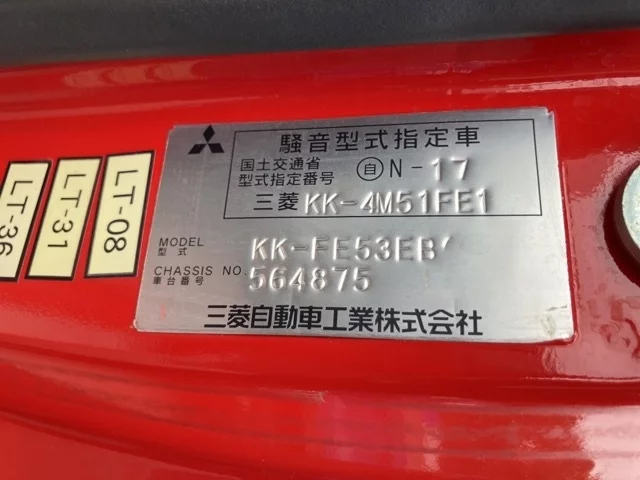 騒音型式指定車
国土交通省
型式指定番号
自 N-17
三菱 KK-4M51FE1
MODEL
型式
KK-FE53EB
CHASSIS NO.
車台番号
564875
三菱自動車工業株式会社
LT-36
LT-31
LT-08